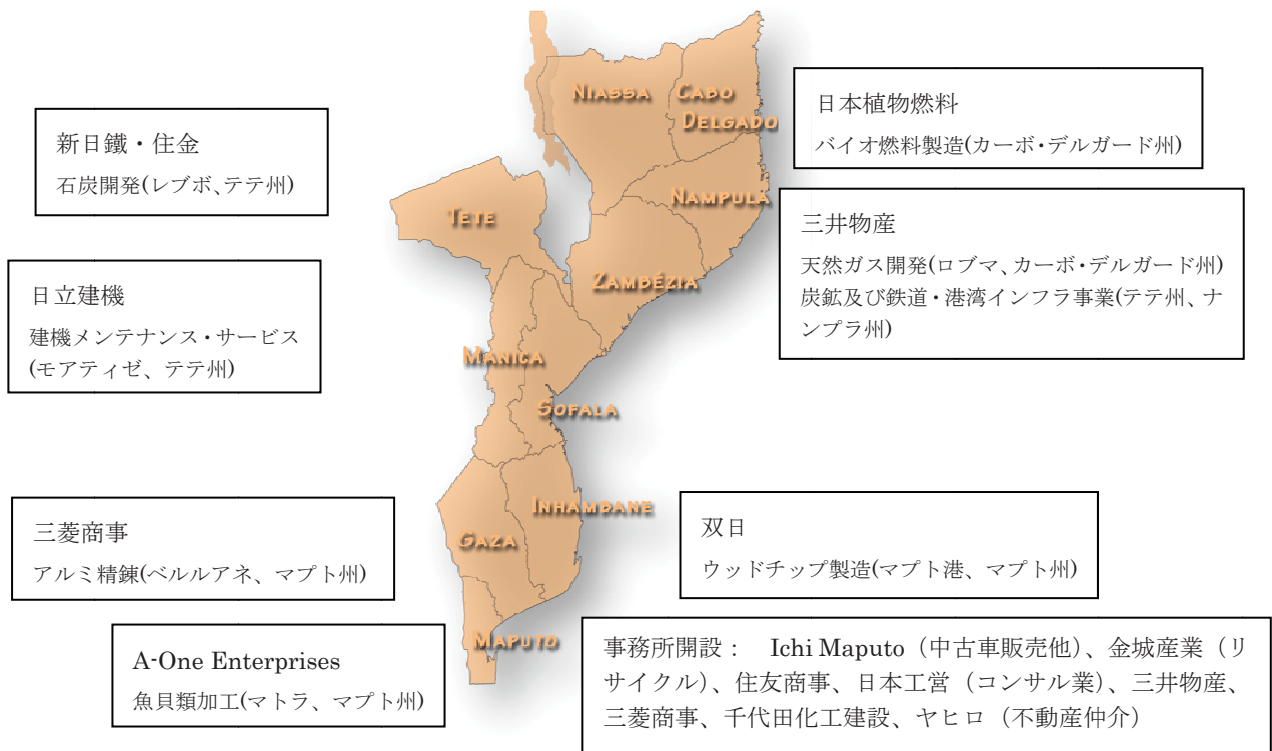 新日鐵・住金
石炭開発(レブボ、テテ州)
日立建機
建機メンテナンス・サービス
(モアティゼ、テテ州)
三菱商事
アルミ精錬(ベルルアネ、マプト州)
A-One Enterprises
魚貝類加工(マトラ、マプト州)
NIASSA
CABO
DELGADO
NAMPULA
TETE
ZAMBÉZIA
MANICA
SOFALA
INHAMBANE
GAZA
MAPUTO
日本植物燃料
バイオ燃料製造(カーボ・デルガード州)
三井物産
天然ガス開発(ロブマ、カーボ・デルガード州)
炭鉱及び鉄道・港湾インフラ事業(テテ州、ナ
ンプラ州)
双日
ウッドチップ製造(マプト港、マプト州)
事務所開設： Ichi Maputo（中古車販売他）、金城産業（リ
サイクル）、住友商事、日本工営（コンサル業）、三井物産、
三菱商事、千代田化工建設、ヤヒロ（不動産仲介）